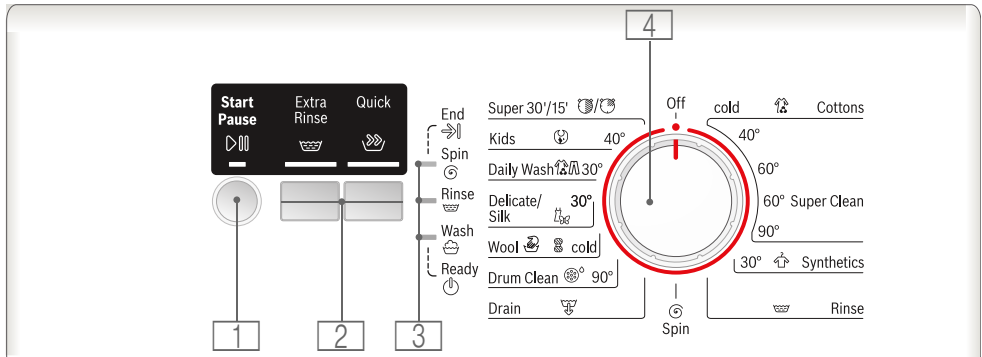 4
Start
Pause
Extra
Rinse
Quick
End
Spin
Rinse
Wash
Ready
Super 30'/15'
Kids 40°
Daily Wash 30°
Delicate/
Silk 30°
Wool cold
Drum Clean 90°
Drain
Off
cold Cottons
40°
60°
60° Super Clean
90°
30° Synthetics
Rinse
Spin
1
2
3